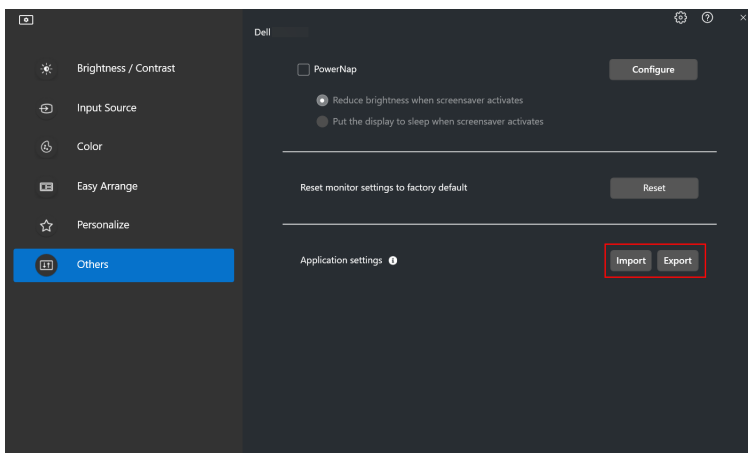 Dell
Brightness / Contrast
Input Source
Color
Easy Arrange
Personalize
Others
PowerNap
Configure
Reduce brightness when screensaver activates
Put the display to sleep when screensaver activates
Reset monitor settings to factory default
Reset
Application settings
Import
Export